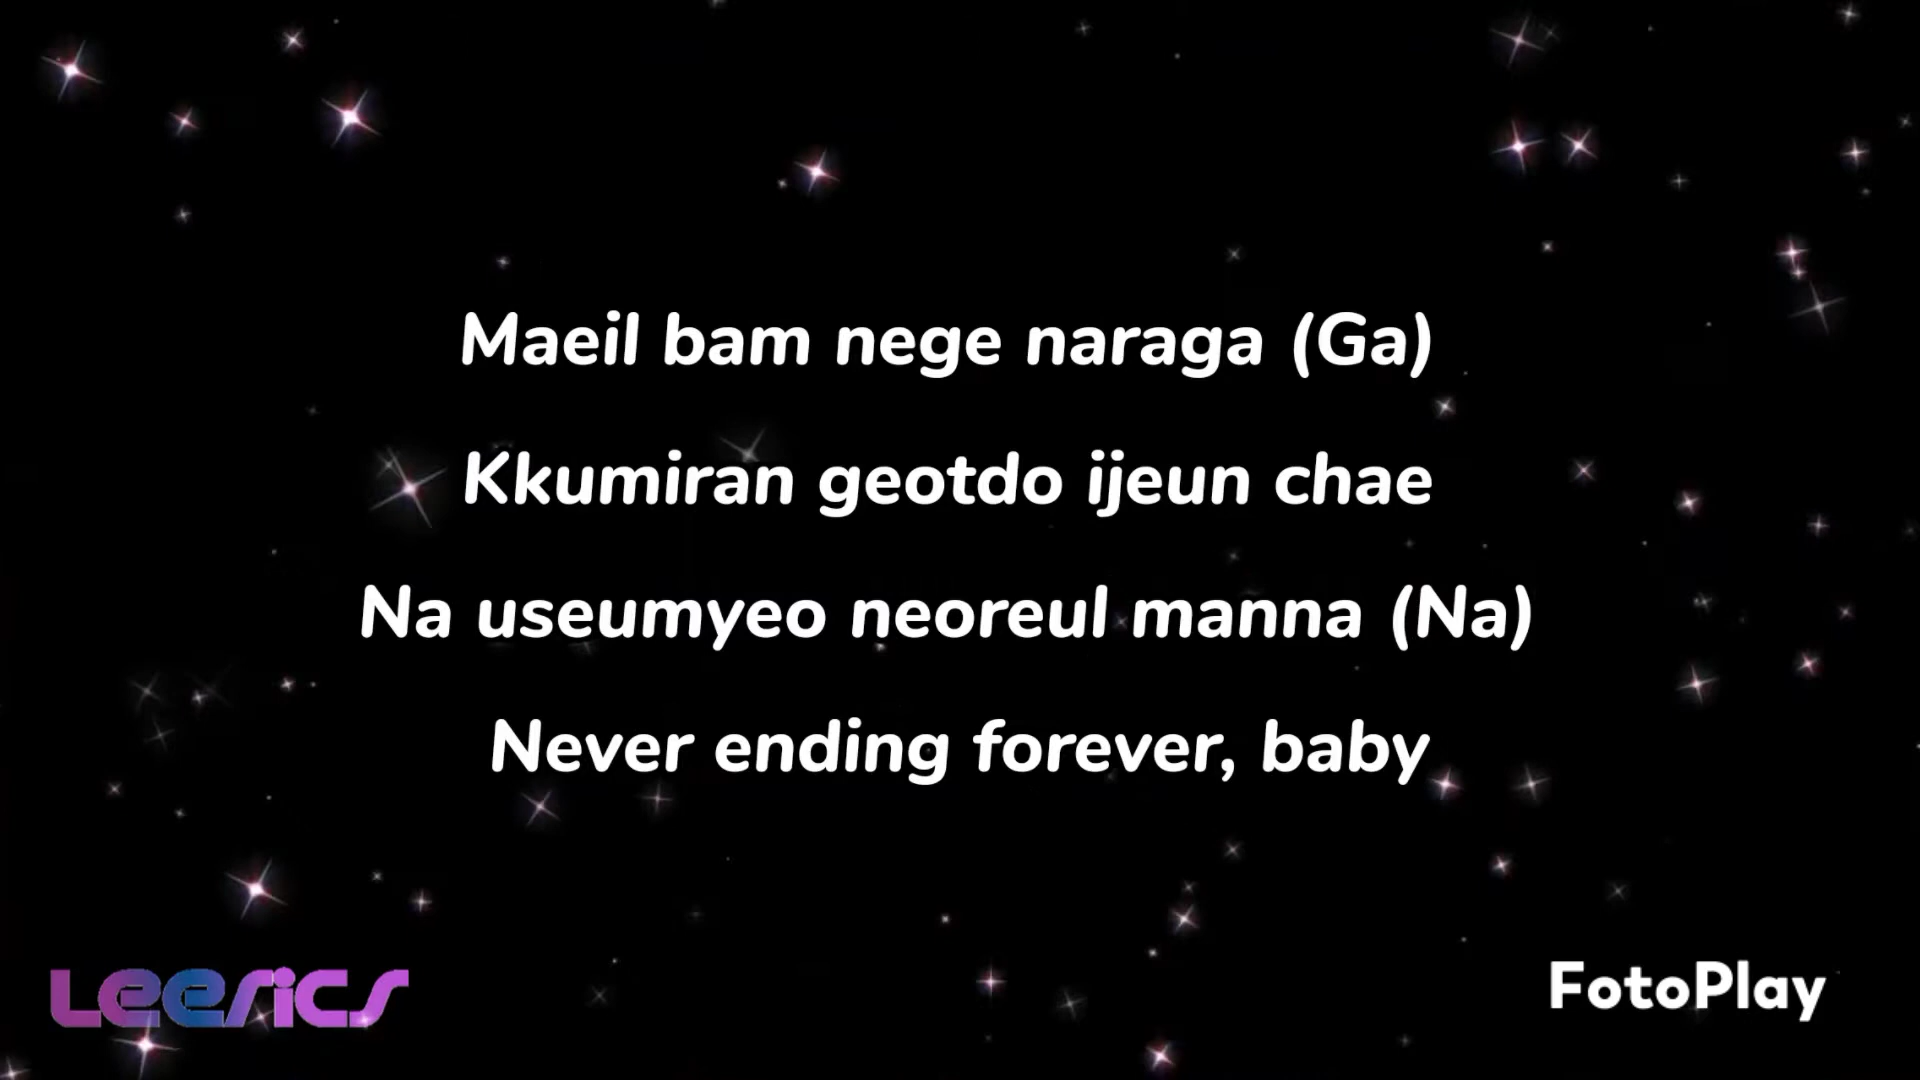 Maeil bam nege naraga (Ga)
Kkumiran geotdo ijeun chae
Na useumyeo neoreul manna (Na)
Never ending forever, baby
Leesics
FotoPlay